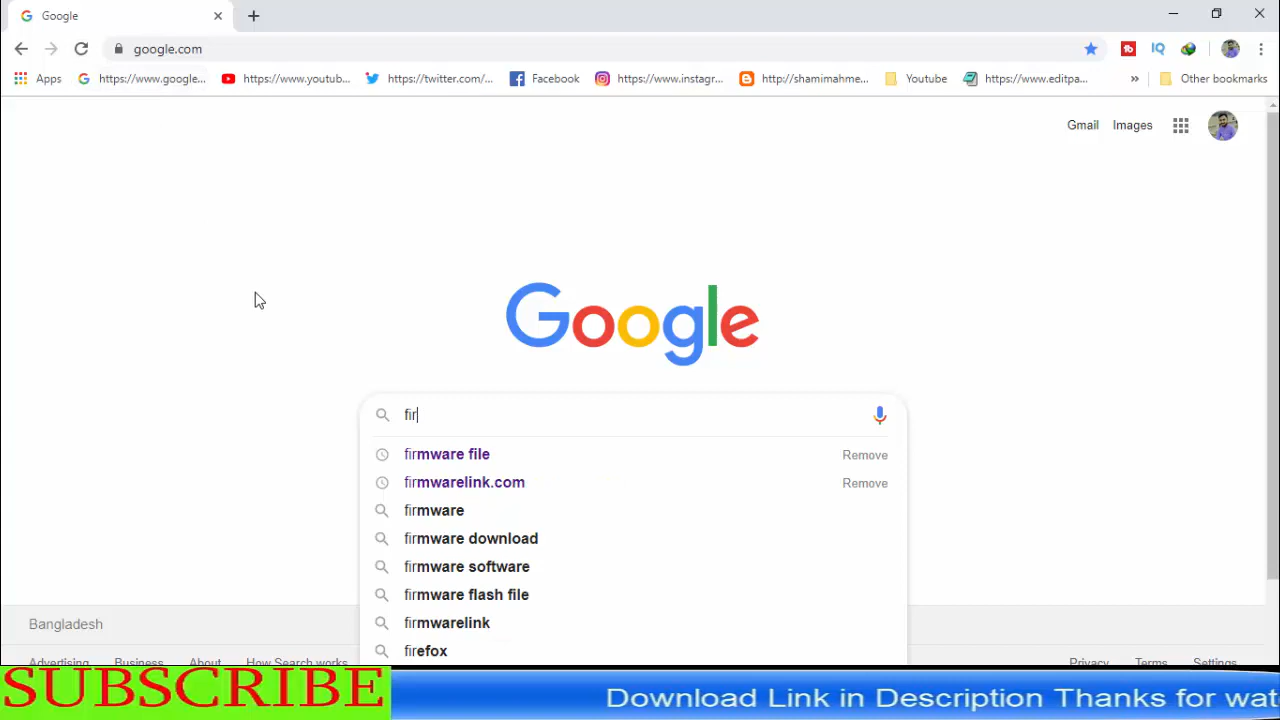 Google
google.com
Apps
https://www.google...
https://www.youtub...
https://twitter.com/...
Facebook
https://www.instagr...
http://shamimahme...
Youtube
https://www.editpa...
»
Other bookmarks
Gmail
Images
Google
fir
firmware file
Remove
firmwarelink.com
Remove
firmware
firmware download
firmware software
firmware flash file
firmwarelink
firefox
Bangladesh
Advertising
Business
About
How Search works
Privacy
Terms
Settings
SUBSCRIBE
Download Link in Description Thanks for wat